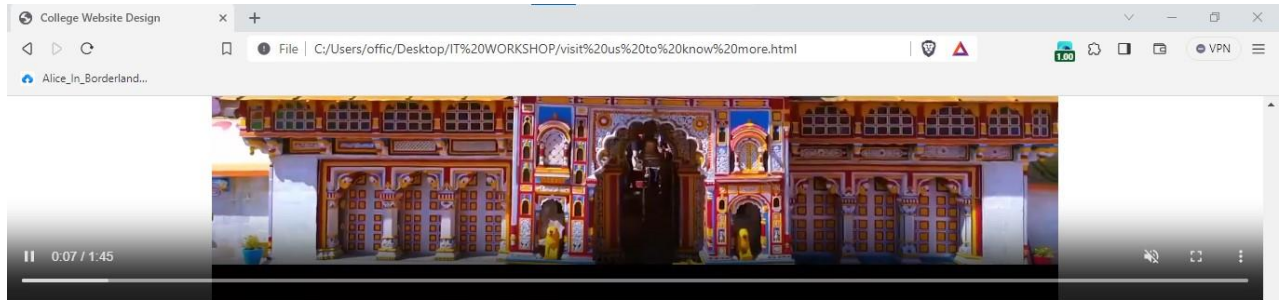 College Website Design
File C:/Users/offic/Desktop/IT%20WORKSHOP/visit%20us%20to%20know%20more.html
1.00
VPN
Alice_In_Borderland...
0:07 / 1:45